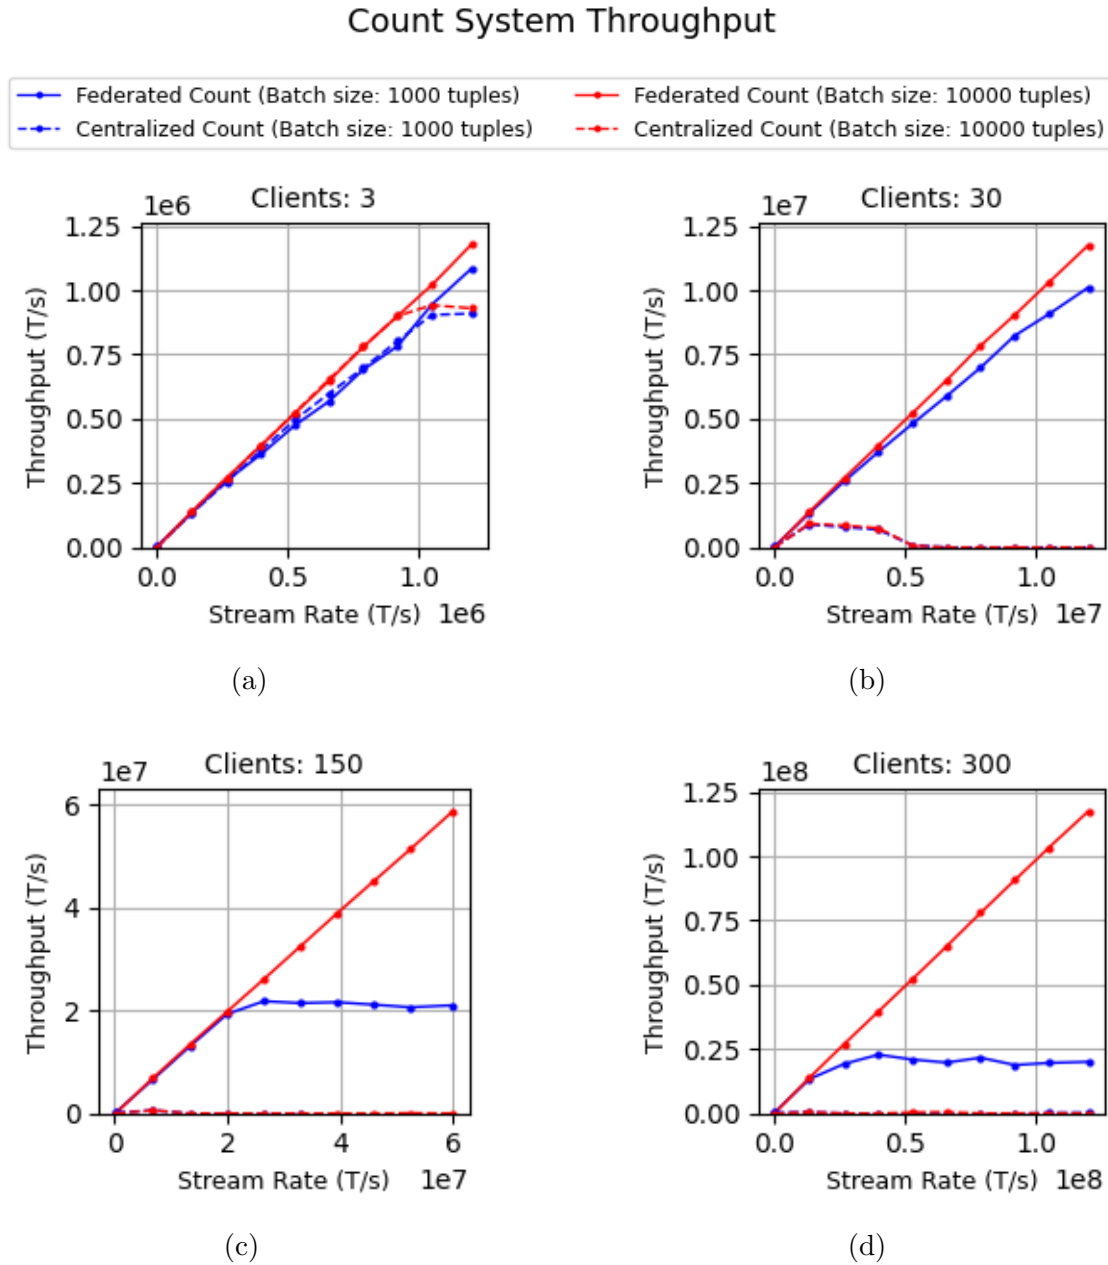 Count System Throughput
Federated Count (Batch size: 1000 tuples)
Centralized Count (Batch size: 1000 tuples)
Federated Count (Batch size: 10000 tuples)
Centralized Count (Batch size: 10000 tuples)
1e6
Clients: 3
1.25
1.00
0.75
0.50
0.25
0.00
Throughput (T/s)
0.0 0.5 1.0
Stream Rate (T/s) 1e6
(a)
1e7
Clients: 30
1.25
1.00
0.75
0.50
0.25
0.00
Throughput (T/s)
0.0 0.5 1.0
Stream Rate (T/s) 1e7
(b)
1e7
Clients: 150
6
4
2
0
Throughput (T/s)
0 2 4 6
Stream Rate (T/s) 1e7
(c)
1e8
Clients: 300
1.25
1.00
0.75
0.50
0.25
0.00
Throughput (T/s)
0.0 0.5 1.0
Stream Rate (T/s) 1e8
(d)